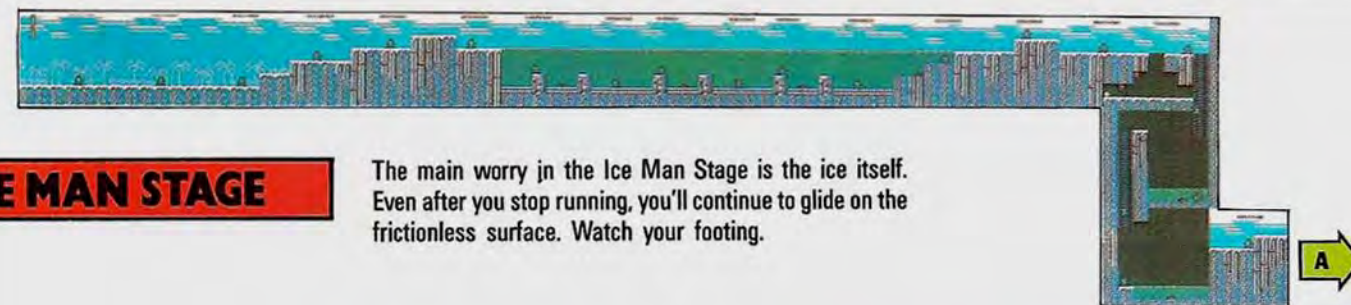 E MAN STAGE
The main worry in the Ice Man Stage is the ice itself.
Even after you stop running, you'll continue to glide on the
frictionless surface. Watch your footing.
A